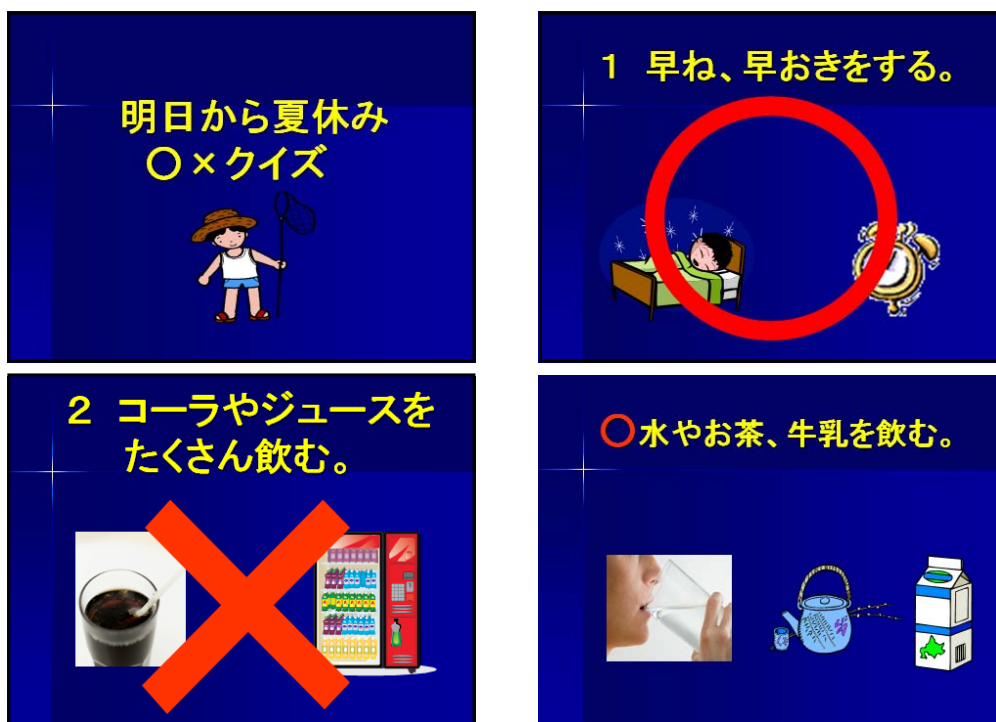 明日から夏休み
〇×クイズ
1 早ね、早おきをする。
2 コーラやジュースを
たくさん飲む。
〇水やお茶、牛乳を飲む。